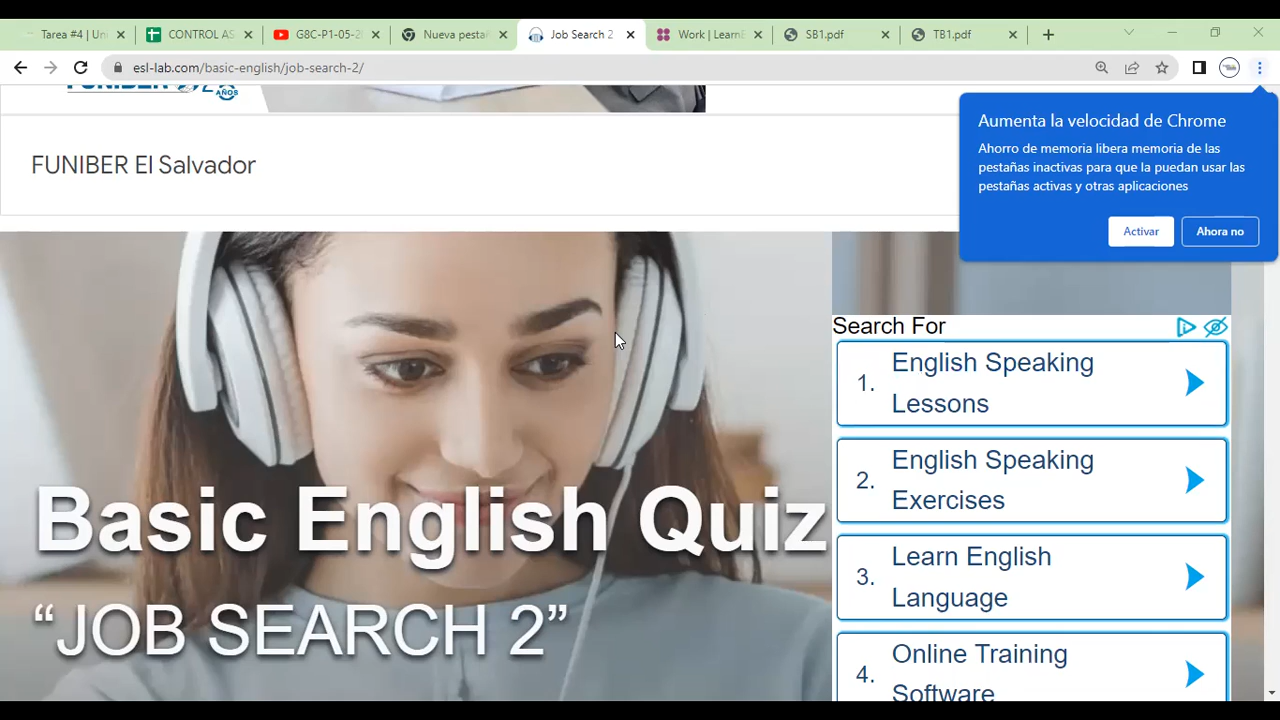 Tarea #4 | Un
CONTROL AS
G8C-P1-05-2
Nueva pestañ
Job Search 2
Work | Learn
SB1.pdf
TB1.pdf
esl-lab.com/basic-english/job-search-2/
FUNIBER
AÑOS
Aumenta la velocidad de Chrome
Ahorro de memoria libera memoria de las
pestañas inactivas para que la puedan usar las
pestañas activas y otras aplicaciones
Activar
Ahora no
FUNIBER El Salvador
Search For
1. English Speaking
Lessons
2. English Speaking
Exercises
3. Learn English
Language
4. Online Training
Software
Basic English Quiz
“JOB SEARCH 2”